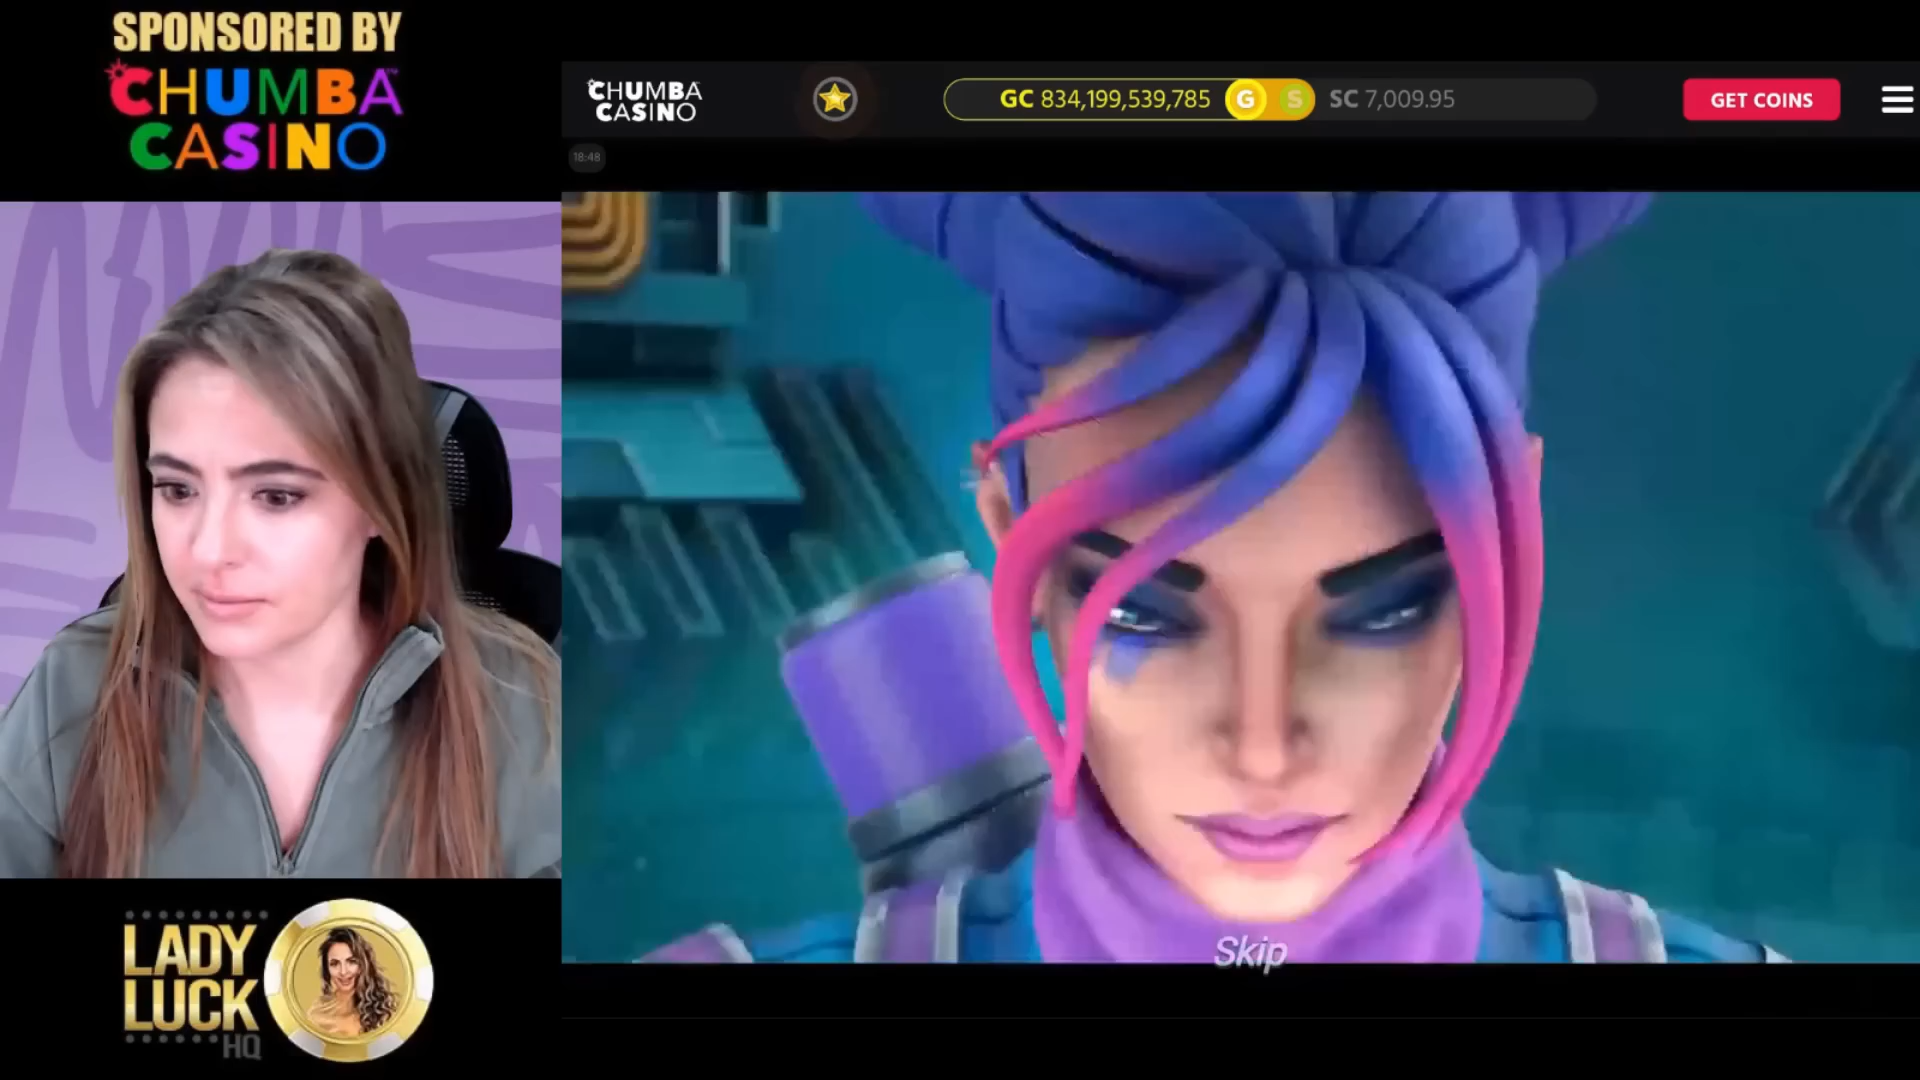 SPONSORED BY
CHUMBA
CASINO
CHUMBA
CASINO
GC 834,199,539,785
G
S
SC 7,009.95
GET COINS
18:48
Skip
LADY
LUCK
HQ